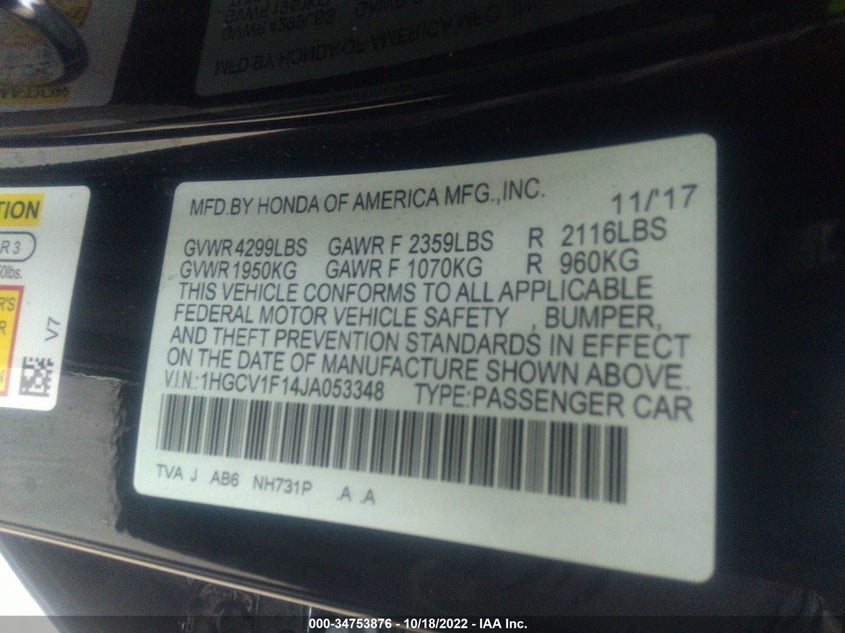 MFD.BY HONDA OF AMERICA MFG.,INC. 11/'17
GVWR 4299LBS GAWR F 2359LBS R 2116LBS
GVWR 1950KG GAWR F 1070KG R 960KG
THIS VEHICLE CONFORMS TO ALL APPLICABLE
FEDERAL MOTOR VEHICLE SAFETY , BUMPER,
AND THEFT PREVENTION STANDARDS IN EFFECT
ON THE DATE OF MANUFACTURE SHOWN ABOVE.
V.I.N.:1HGCV1F14JA053348 TYPE:PASSENGER CAR
TVA J AB6 NH731P .A .A
R 3
V7
000-34753876 - 10/18/2022 - IAA Inc.